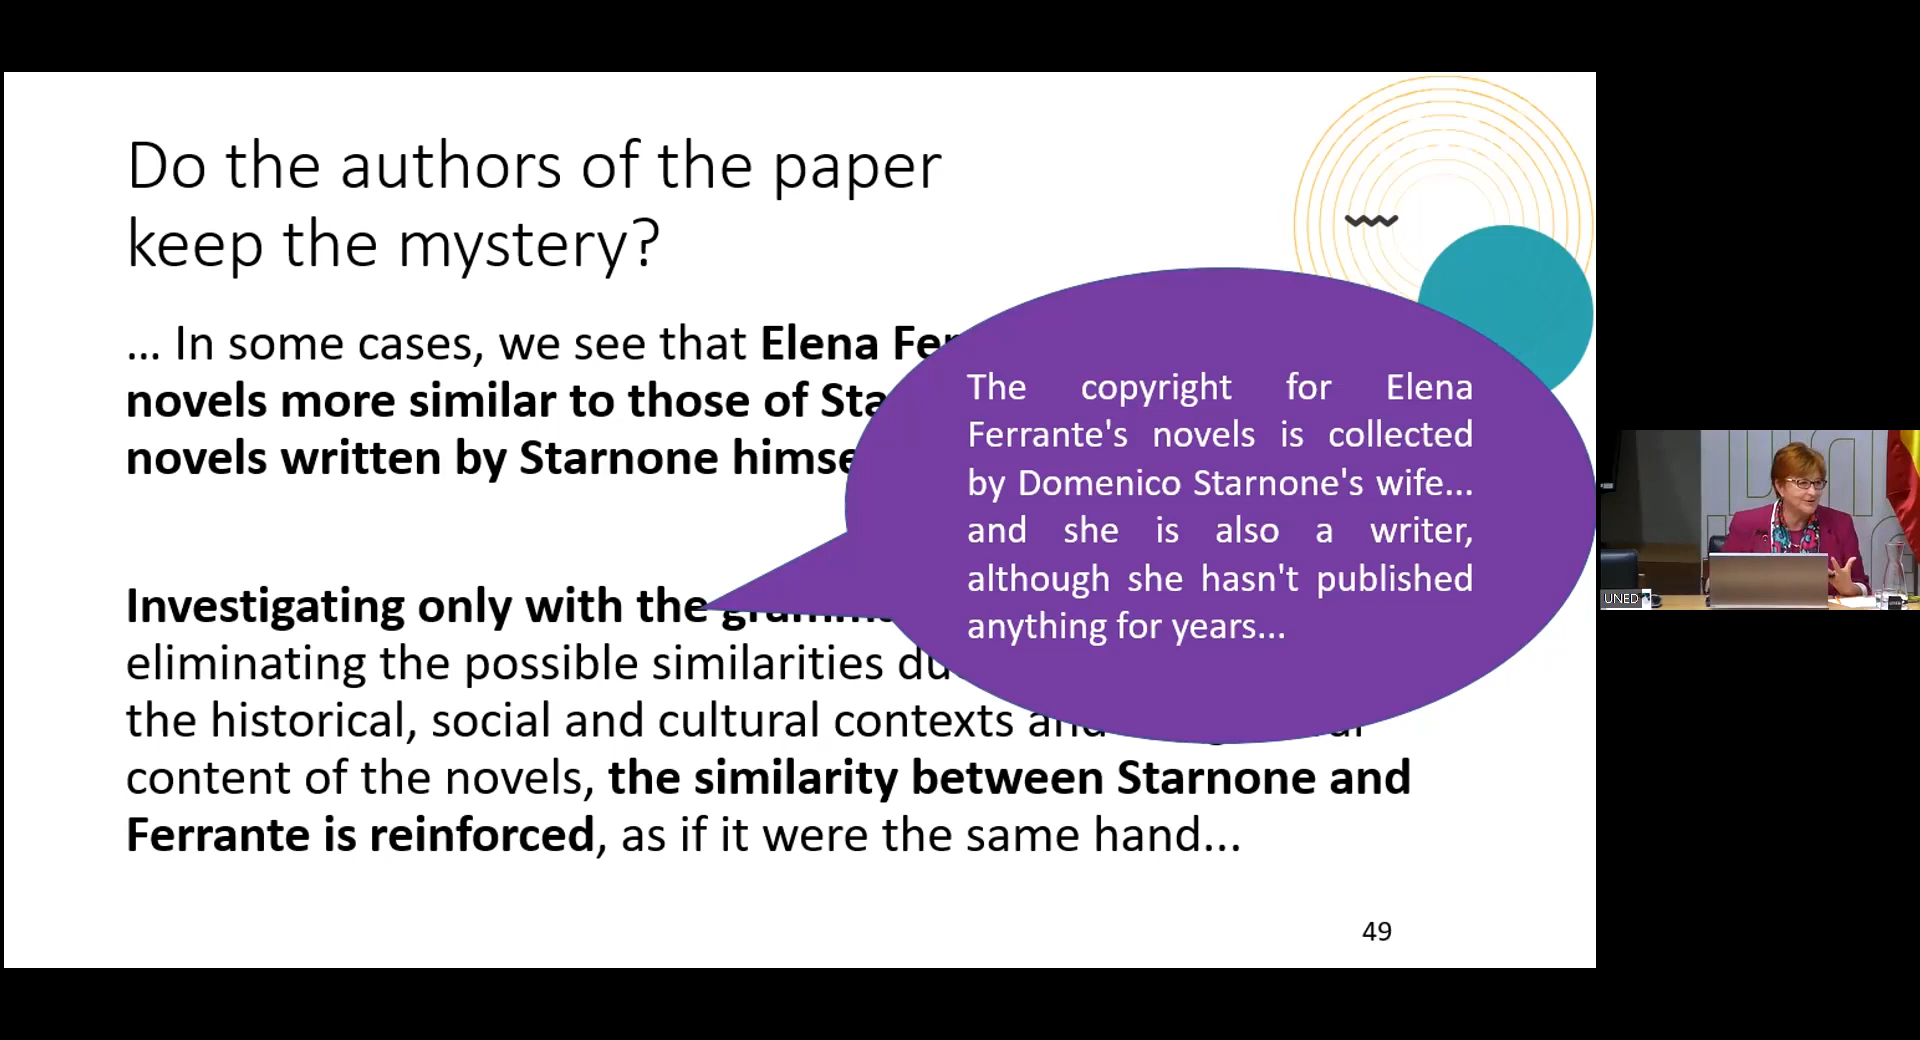 Do the authors of the paper
keep the mystery?
... In some cases, we see that Elena
novels more similar to those of
novels written by Starnone
Investigating only with the
eliminating the possible similarities
the historical, social and cultural contexts
content of the novels, the similarity between Starnone and
Ferrante is reinforced, as if it were the same hand...
The copyright for Elena
Ferrante's novels is collected
by Domenico Starnone's wife...
and she is also a writer,
although she hasn't published
anything for years...
49
UNED